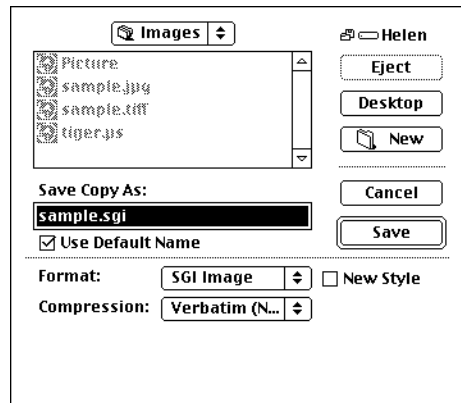 Images
Helen
Picture
sample.jpg
sample.tiff
tiger.ps
Eject
Desktop
New
Save Copy As:
sample.sgi
Use Default Name
Cancel
Save
Format: SGI Image New Style
Compression: Verbatim (N...